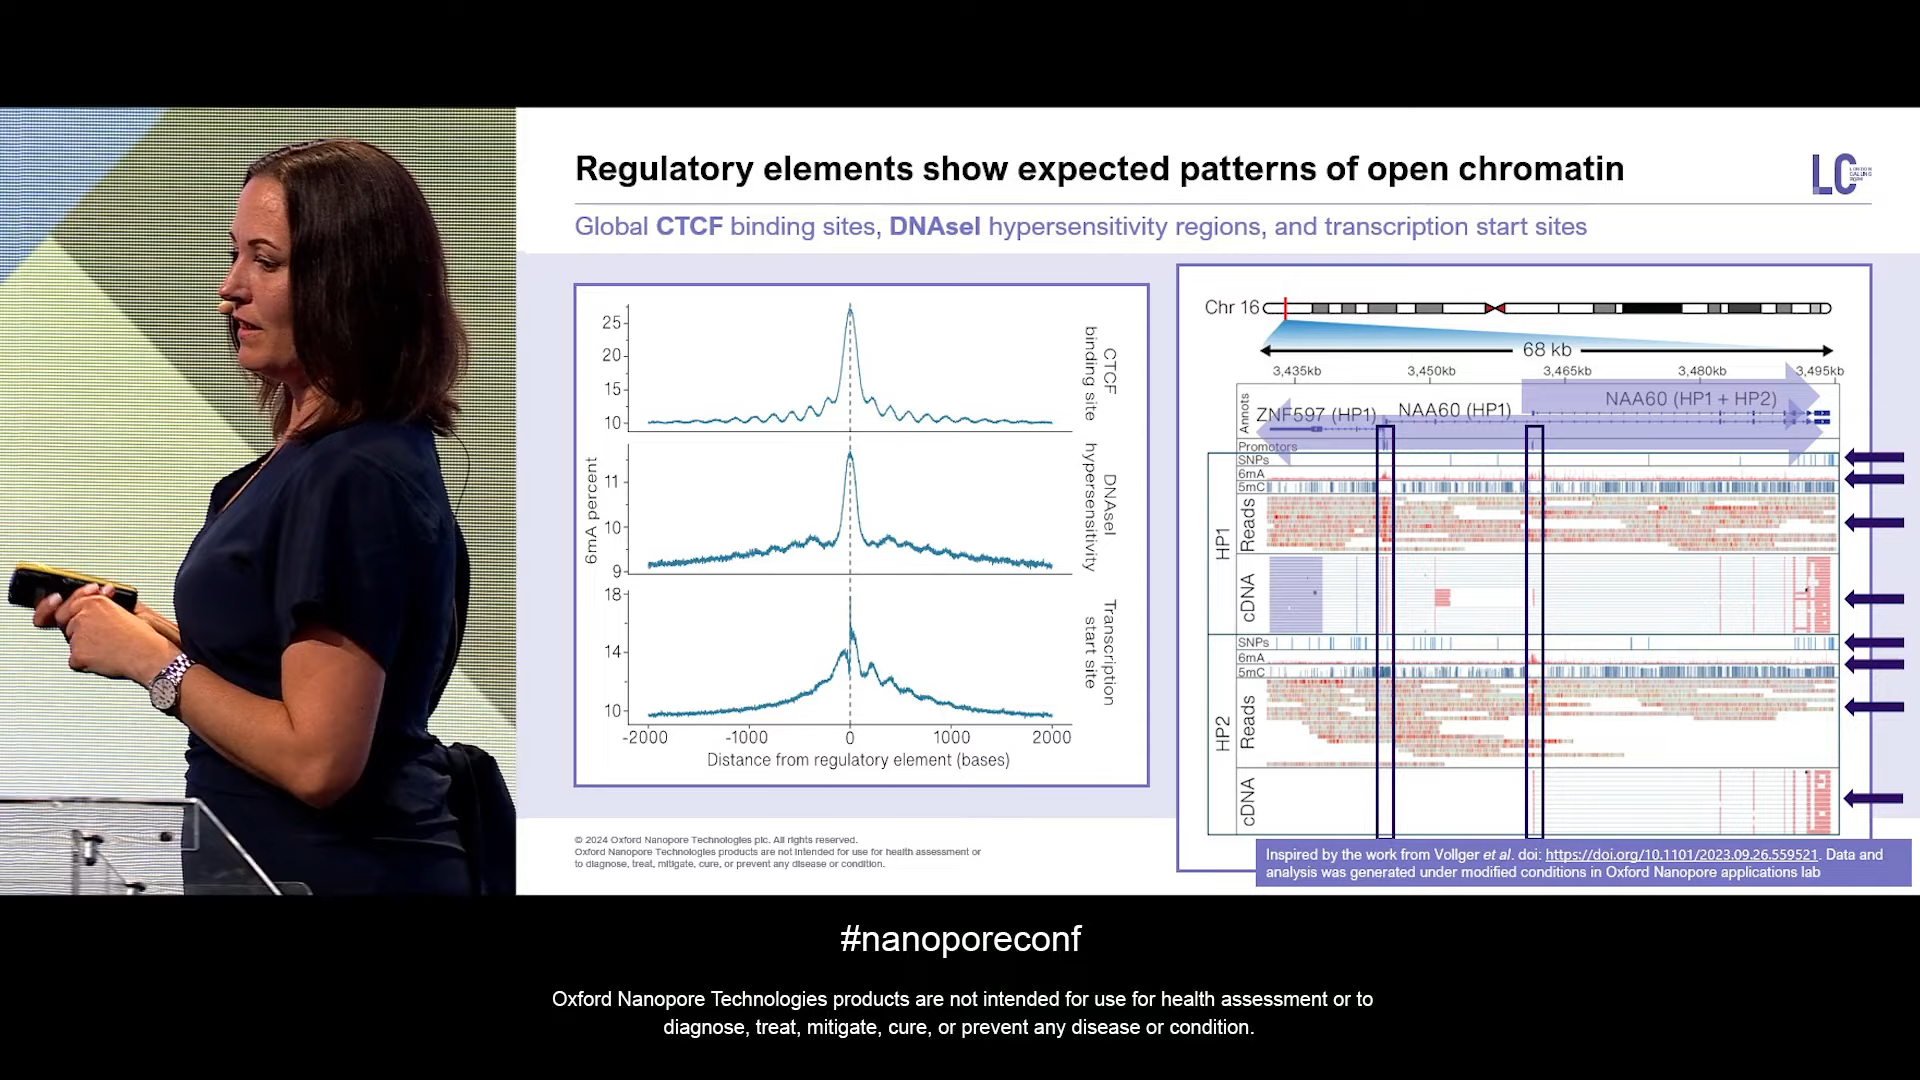 Regulatory elements show expected patterns of open chromatin
LC
LONDON
CALLING
2024
Global CTCF binding sites, DNAseI hypersensitivity regions, and transcription start sites
6mA percent
25
20
15
10
CTCF
binding site
11
10
9
DNAseI
hypersensitivity
18
14
10
Transcription
start site
-2000 -1000 0 1000 2000
Distance from regulatory element (bases)
Chr 16
68 kb
3,435kb 3,450kb 3,465kb 3,480kb 3,495kb
Annots
NAA60 (HP1 + HP2)
ZNF597 (HP1) NAA60 (HP1)
Promotors
HP1
SNPs
6mA
5mC
Reads
cDNA
HP2
SNPs
6mA
5mC
Reads
cDNA
© 2024 Oxford Nanopore Technologies plc. All rights reserved.
Oxford Nanopore Technologies products are not intended for use for health assessment or
to diagnose, treat, mitigate, cure, or prevent any disease or condition.
Inspired by the work from Vollger et al. doi: https://doi.org/10.1101/2023.09.26.559521. Data and
analysis was generated under modified conditions in Oxford Nanopore applications lab
#nanoporeconf
Oxford Nanopore Technologies products are not intended for use for health assessment or to
diagnose, treat, mitigate, cure, or prevent any disease or condition.